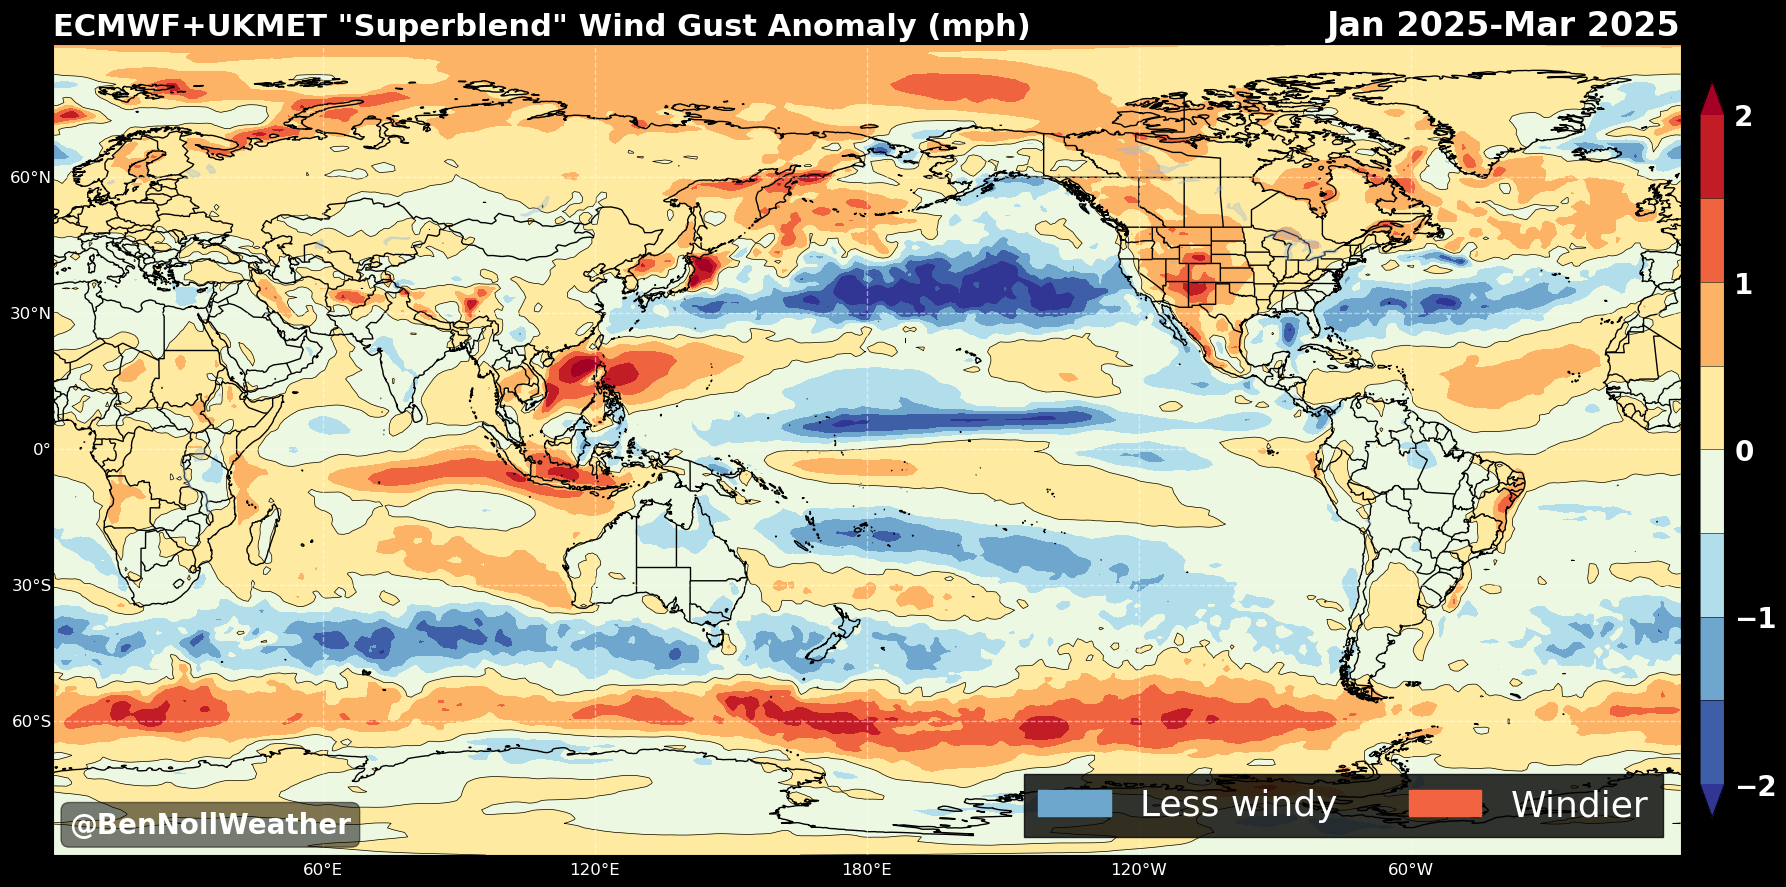 ECMWF+UKMET "Superblend" Wind Gust Anomaly (mph)
Jan 2025-Mar 2025
2
1
0
−1
−2
60°N
30°N
0°
30°S
60°S
60°E
120°E
180°E
120°W
60°W
@BenNollWeather
Less windy
Windier